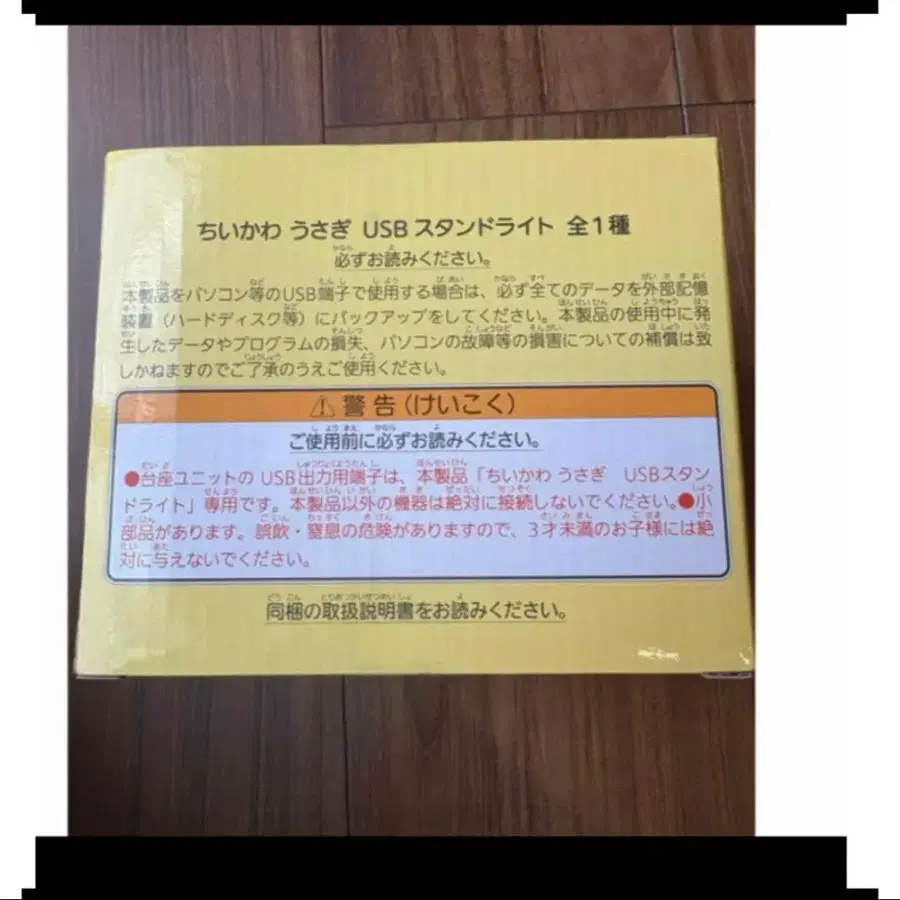 ちいかわ うさぎ USB スタンドライト 全1種
必ずお読みください。
本製品をパソコン等のUSB端子で使用する場合は、必ず全てのデータを外部記憶
装置（ハードディスク等）にバックアップをしてください。本製品の使用中に発
生したデータやプログラムの損失、パソコンの故障等の損害についての補償は致
しかねますのでご了承のうえご使用ください。
⚠ 警告（けいこく）
ご使用前に必ずお読みください。
●台座ユニットの USB出力用端子は、本製品「ちいかわ うさぎ USBスタン
ドライト」専用です。本製品以外の機器は絶対に接続しないでください。●小
部品があります。誤飲・窒息の危険がありますので、3才未満のお子様には絶
対に与えないでください。
同梱の取扱説明書をお読みください。